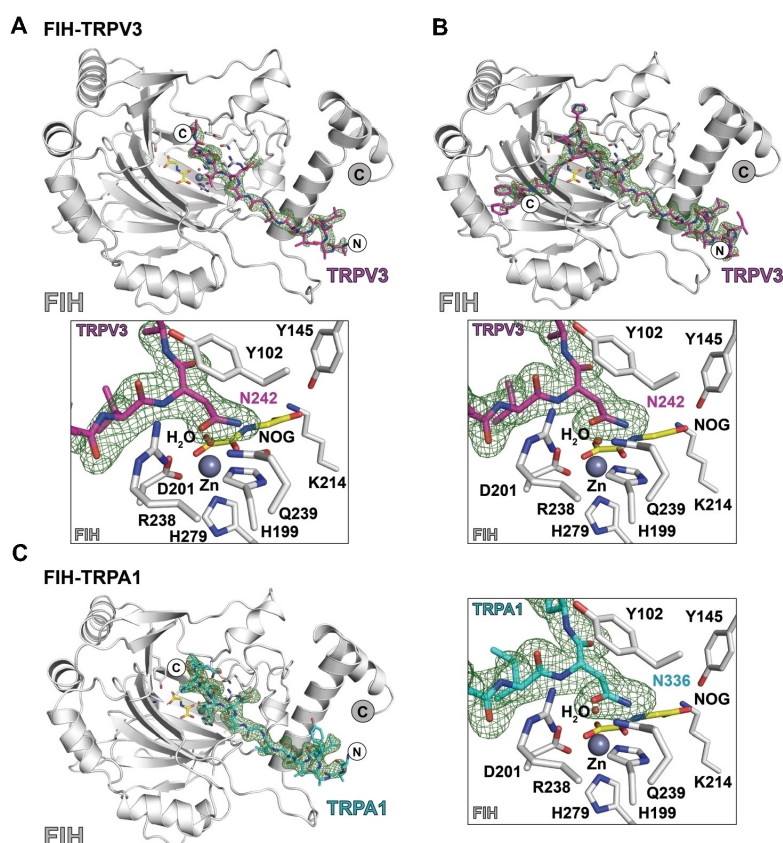 A FIH-TRPV3
B
C
C
N
TRPV3
FIH
C
C
N
TRPV3
FIH
TRPV3
Y145
Y102
N242
H2O
NOG
D201
Zn
K214
R238
Q239
H279
H199
FIH
TRPV3
Y145
Y102
N242
H2O
NOG
D201
Zn
K214
R238
Q239
H279
H199
FIH
C
FIH-TRPA1
C
C
N
TRPA1
FIH
TRPA1
Y102
Y145
N336
H2O
NOG
D201
Zn
K214
R238
Q239
H279
H199
FIH